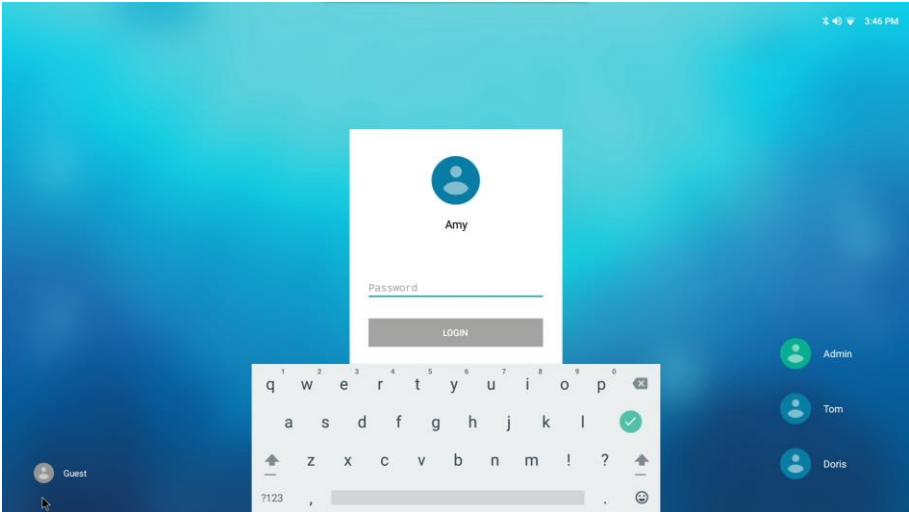 3:46 PM
Amy
Password
LOGIN
Admin
Tom
Doris
Guest
1 2 3 4 5 6 7 8 9 0
q w e r t y u i o p
a s d f g h j k l
z x c v b n m ! ?
?123 , .